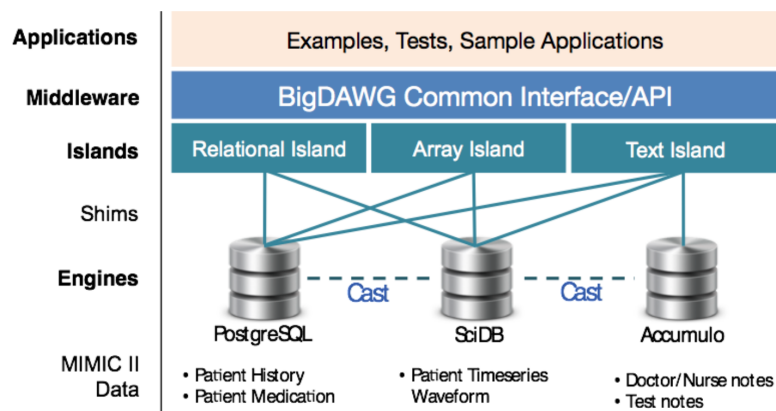 Applications
Examples, Tests, Sample Applications
Middleware
BigDAWG Common Interface/API
Islands
Relational Island
Array Island
Text Island
Shims
Engines
Cast
Cast
PostgreSQL
SciDB
Accumulo
MIMIC II
Data
• Patient History
• Patient Medication
• Patient Timeseries
Waveform
• Doctor/Nurse notes
• Test notes